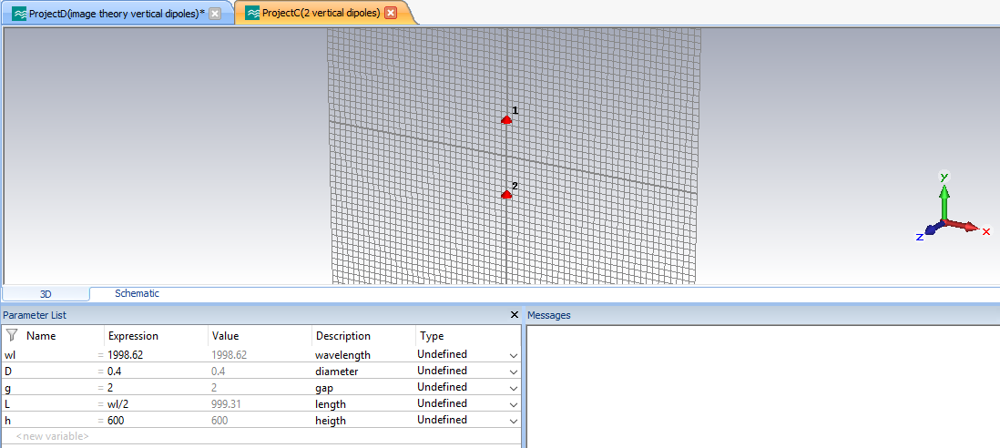 ProjectD(image theory vertical dipoles)* ProjectC(2 vertical dipoles)
1
2
y
x
z
3D Schematic
Parameter List Messages
Name Expression Value Description Type
wl = 1998.62 1998.62 wavelength Undefined
D = 0.4 0.4 diameter Undefined
g = 2 2 gap Undefined
L = wl/2 999.31 length Undefined
h = 600 600 heigth Undefined
<new variable>